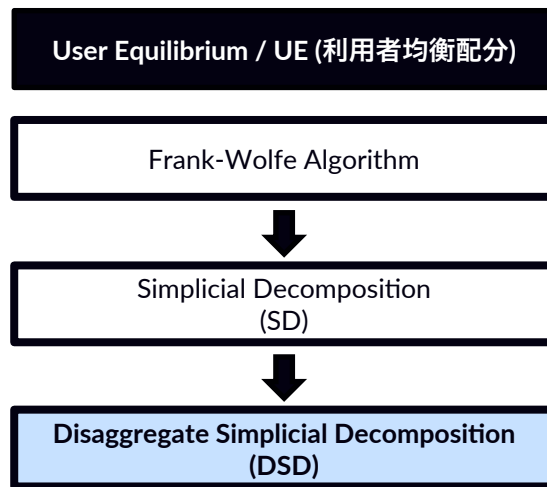 User Equilibrium / UE (利用者均衡配分)
Frank-Wolfe Algorithm
Simplicial Decomposition
(SD)
Disaggregate Simplicial Decomposition
(DSD)